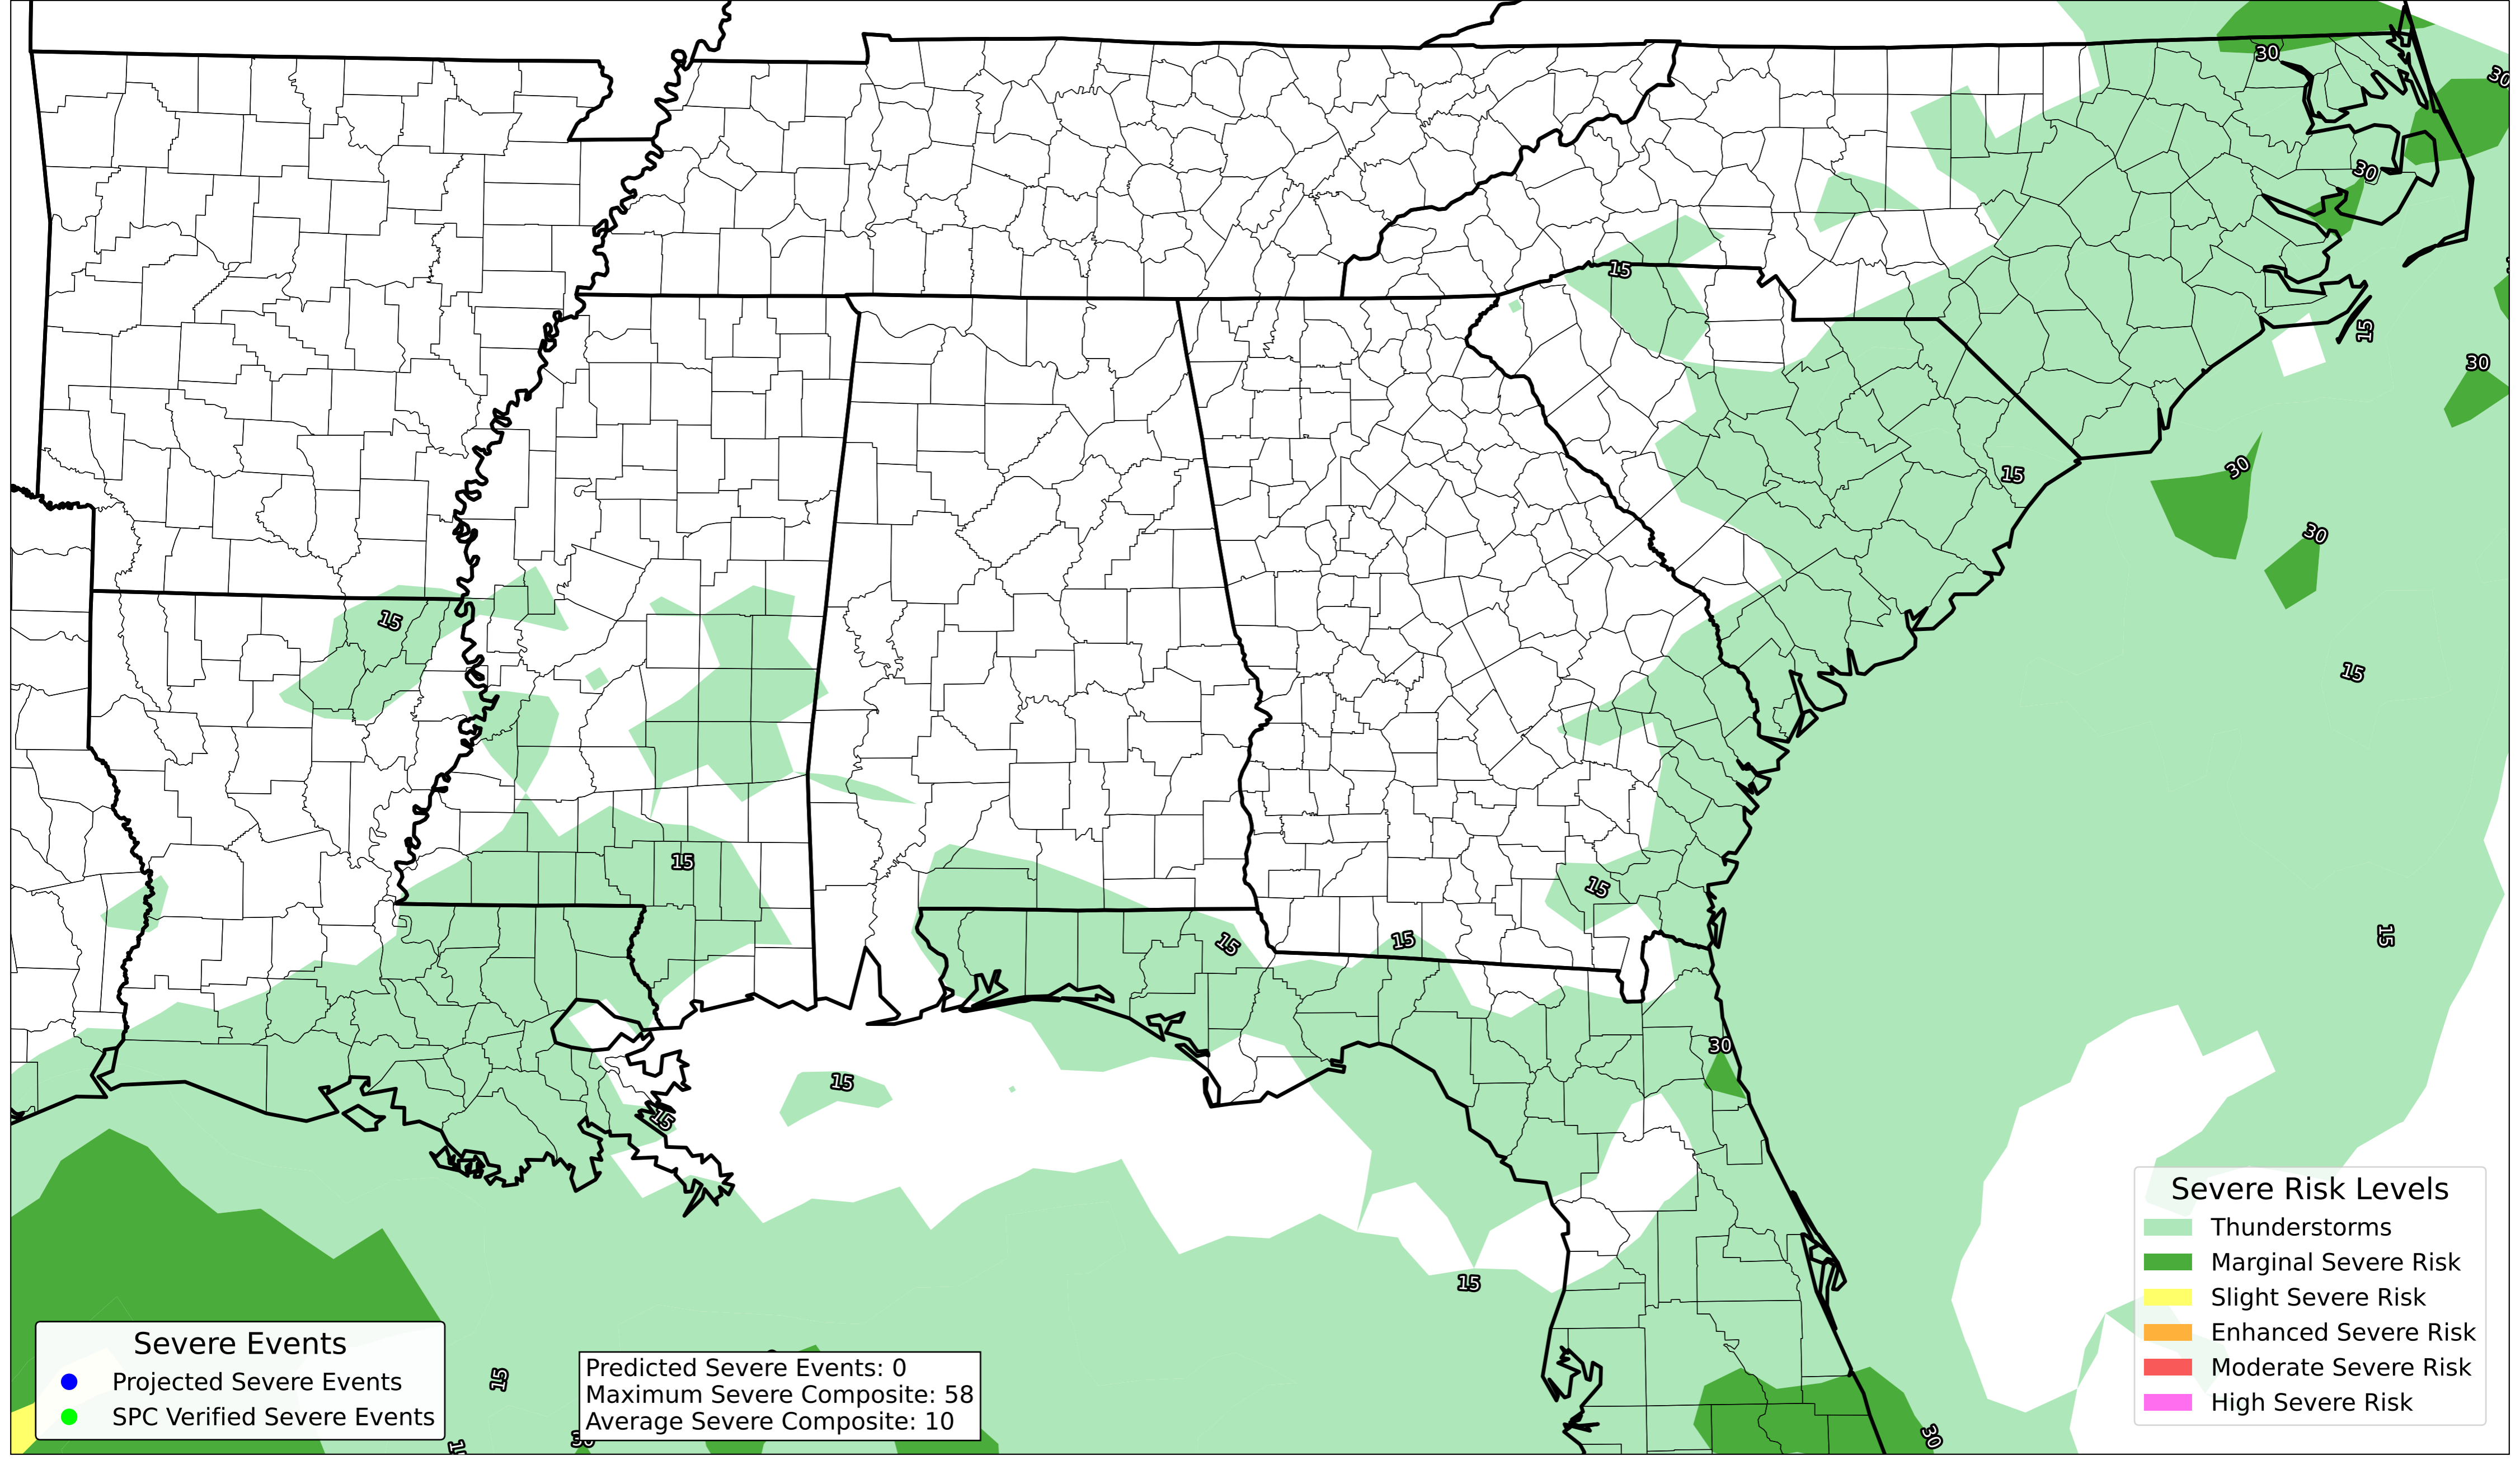 30
30
30
15
15
30
15
30
30
15
15
15
15
15
15
15
15
30
15
15
15
15
30
Severe Risk Levels
Thunderstorms
Marginal Severe Risk
Slight Severe Risk
Enhanced Severe Risk
Moderate Severe Risk
High Severe Risk
Severe Events
Projected Severe Events
SPC Verified Severe Events
Predicted Severe Events: 0
Maximum Severe Composite: 58
Average Severe Composite: 10